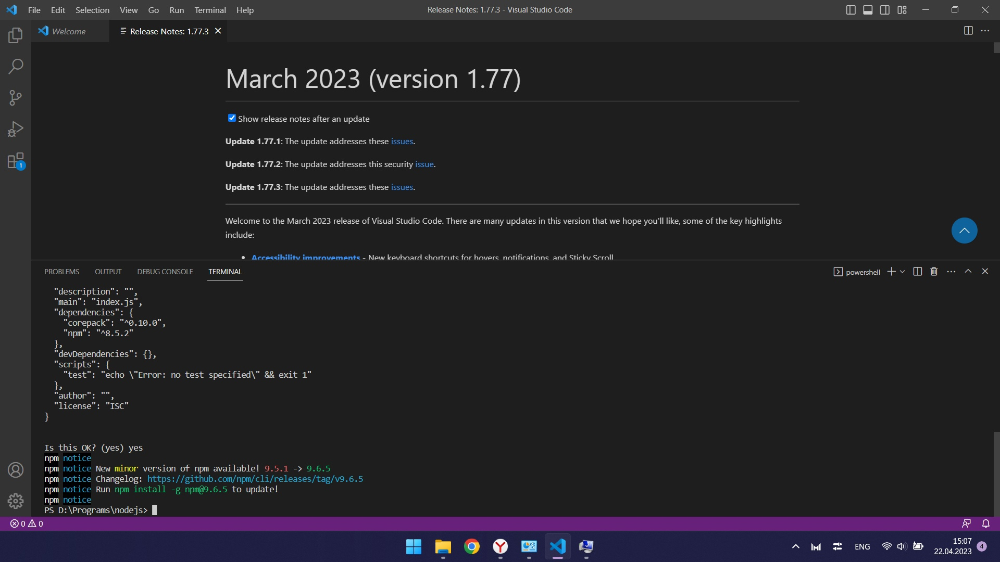 File Edit Selection View Go Run Terminal Help
Release Notes: 1.77.3 - Visual Studio Code
Welcome
Release Notes: 1.77.3
March 2023 (version 1.77)
Show release notes after an update
Update 1.77.1: The update addresses these issues.
Update 1.77.2: The update addresses this security issue.
Update 1.77.3: The update addresses these issues.
Welcome to the March 2023 release of Visual Studio Code. There are many updates in this version that we hope you'll like, some of the key highlights
include:
• Accessibility improvements - New keyboard shortcuts for hovers, notifications, and Sticky Scroll
1
PROBLEMS OUTPUT DEBUG CONSOLE TERMINAL
powershell
"description": "",
"main": "index.js",
"dependencies": {
"corepack": "^0.10.0",
"npm": "^8.5.2"
},
"devDependencies": {},
"scripts": {
"test": "echo \"Error: no test specified\" && exit 1"
},
"author": "",
"license": "ISC"
}
Is this OK? (yes) yes
npm notice
npm notice New minor version of npm available! 9.5.1 -> 9.6.5
npm notice Changelog: https://github.com/npm/cli/releases/tag/v9.6.5
npm notice Run npm install -g npm@9.6.5 to update!
npm notice
PS D:\Programs\nodejs>
0 0
ENG
15:07
22.04.2023
4